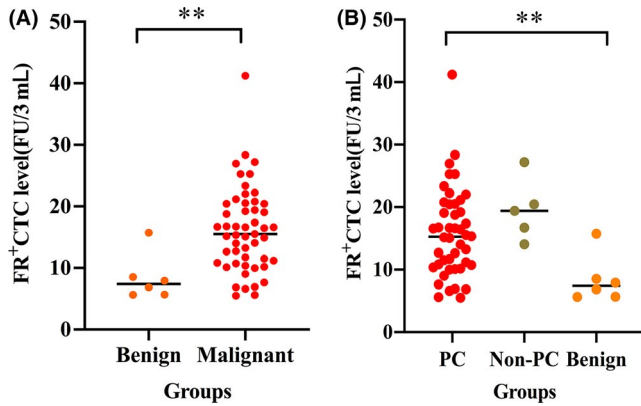 (A)
**
FR+CTC level(FU/3 mL)
50
40
30
20
10
0
Benign Malignant
Groups
(B)
**
FR+CTC level(FU/3 mL)
50
40
30
20
10
0
PC Non-PC Benign
Groups